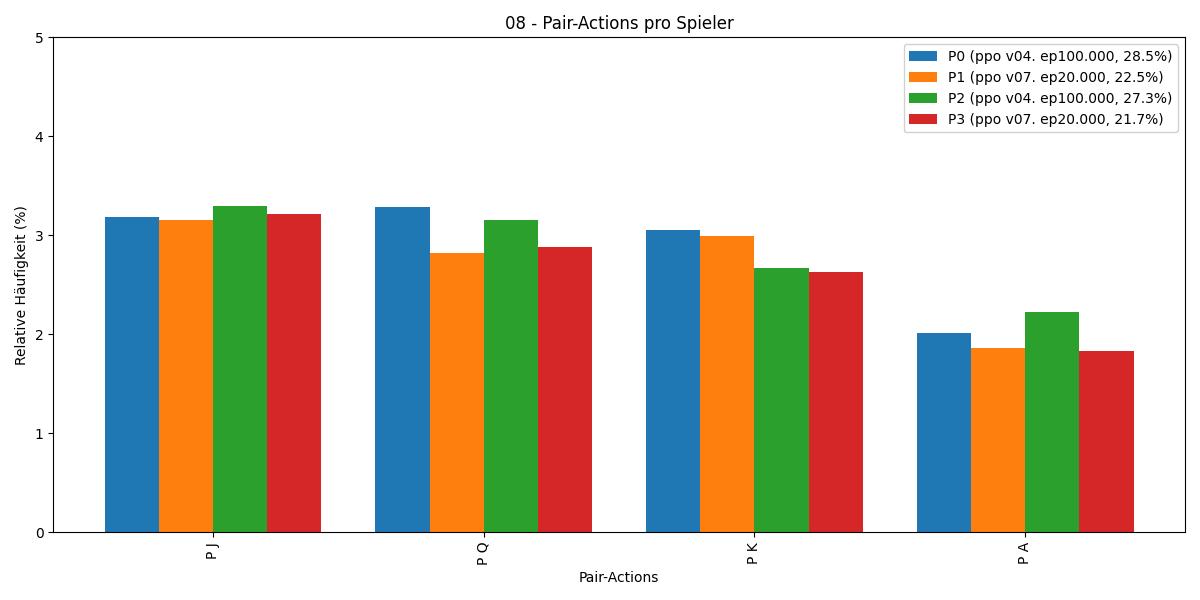 08 - Pair-Actions pro Spieler
P0 (ppo v04. ep100.000, 28.5%)
P1 (ppo v07. ep20.000, 22.5%)
P2 (ppo v04. ep100.000, 27.3%)
P3 (ppo v07. ep20.000, 21.7%)
Relative Häufigkeit (%)
5
4
3
2
1
0
P J
P Q
P K
P A
Pair-Actions